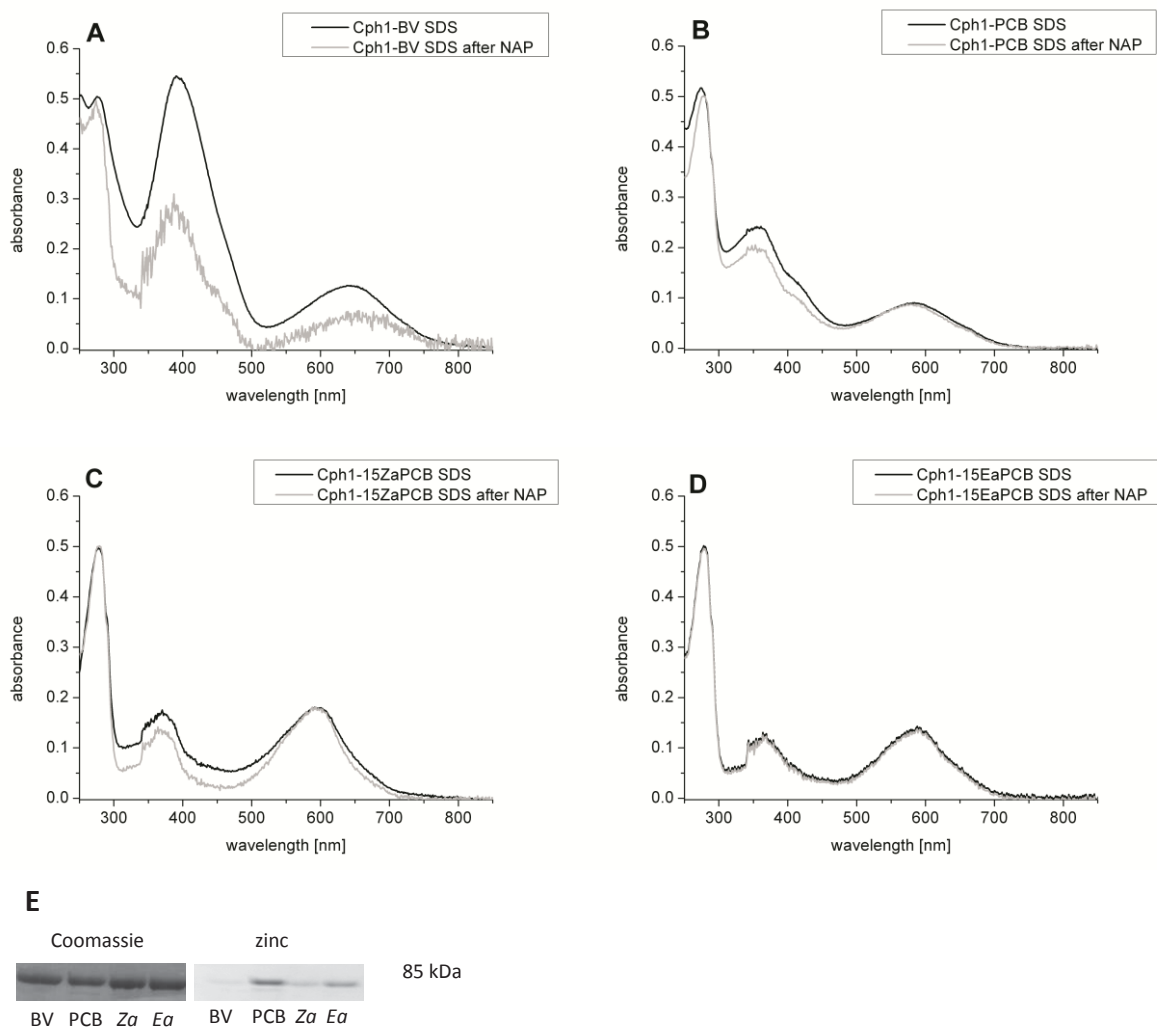 A
Cph1-BV SDS
Cph1-BV SDS after NAP
0.6
0.5
0.4
0.3
0.2
0.1
0.0
absorbance
300 400 500 600 700 800
wavelength [nm]
B
Cph1-PCB SDS
Cph1-PCB SDS after NAP
0.6
0.5
0.4
0.3
0.2
0.1
0.0
absorbance
300 400 500 600 700 800
wavelength [nm]
C
Cph1-15ZaPCB SDS
Cph1-15ZaPCB SDS after NAP
0.6
0.5
0.4
0.3
0.2
0.1
0.0
absorbance
300 400 500 600 700 800
wavelength [nm]
D
Cph1-15EaPCB SDS
Cph1-15EaPCB SDS after NAP
0.6
0.5
0.4
0.3
0.2
0.1
0.0
absorbance
300 400 500 600 700 800
wavelength [nm]
E
Coomassie zinc
85 kDa
BV PCB Za Ea BV PCB Za Ea